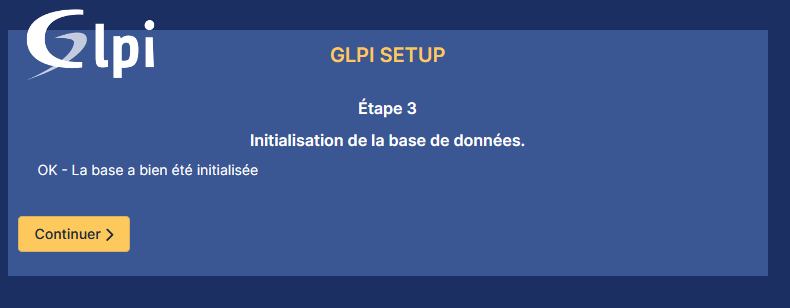 Glpi
GLPI SETUP
Étape 3
Initialisation de la base de données.
OK - La base a bien été initialisée
Continuer